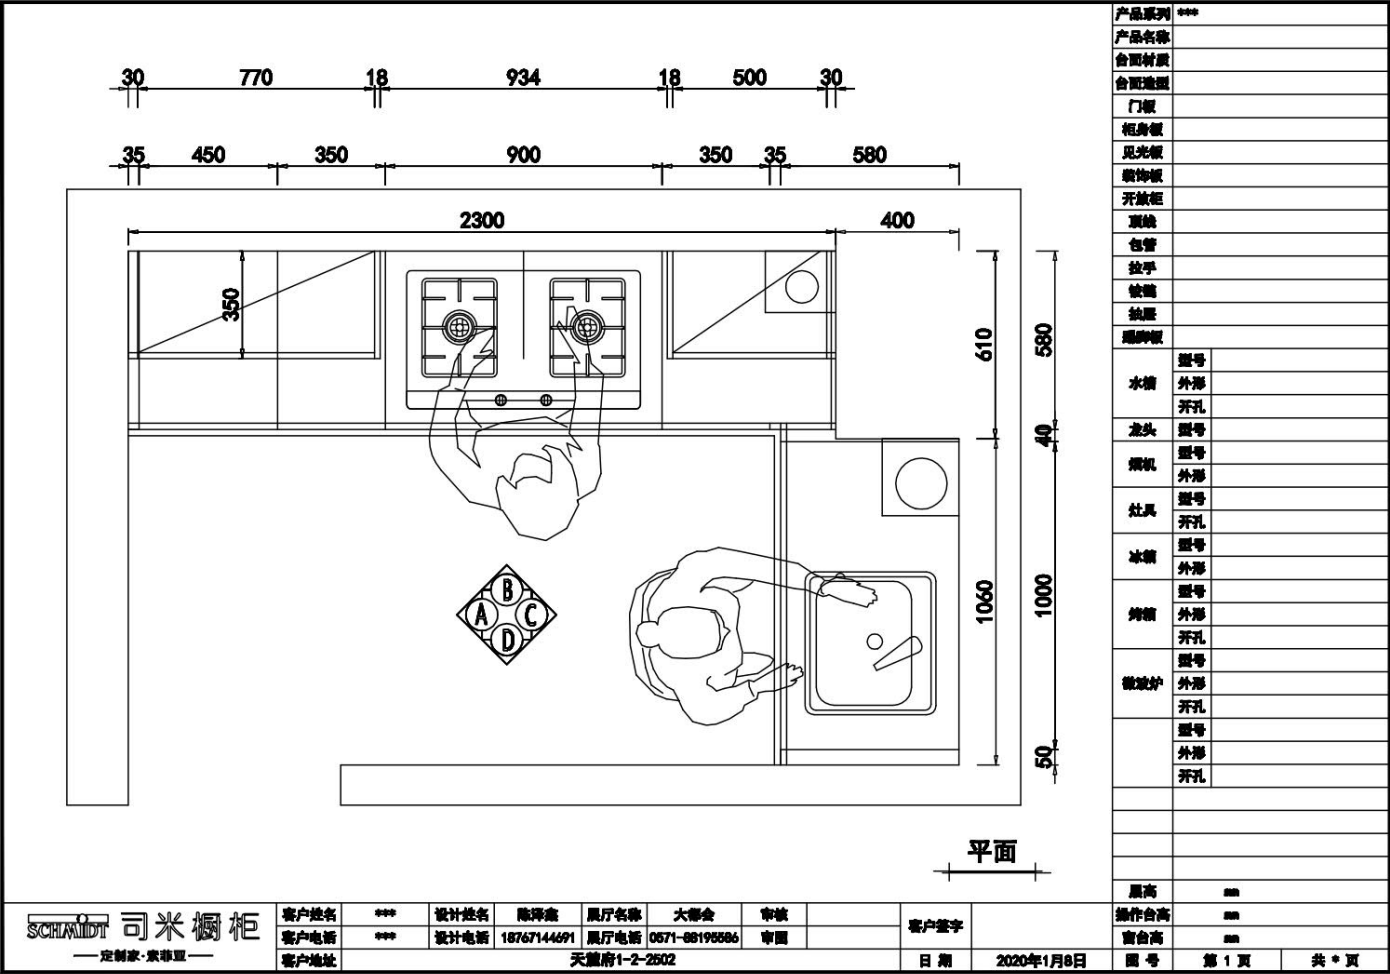 30 770 18 934 18 500 30
35 450 350 900 350 35 580
2300 400
350
610 580
40
1060 1000
50
A B C D
平面
产品系列 ***
产品名称
台面材质
台面造型
门板
柜身板
见光板
装饰板
开放柜
顶线
包管
拉手
铰链
抽屉
踢脚板
水槽 型号
外形
开孔
龙头 型号
烟机 型号
外形
灶具 型号
开孔
冰箱 型号
外形
烤箱 型号
外形
开孔
微波炉 型号
外形
开孔
型号
外形
开孔
层高 mm
操作台高 mm
窗台高 mm
图 号 第 1 页 共 * 页
SCHMIDT 司米橱柜
定制家·索菲亚
客户姓名 *** 设计姓名 陈泽鑫 展厅名称 大都会 审核
客户电话 *** 设计电话 18767144691 展厅电话 0571-88195586 审图
客户签字
客户地址 天麓府1-2-2502 日 期 2020年1月8日